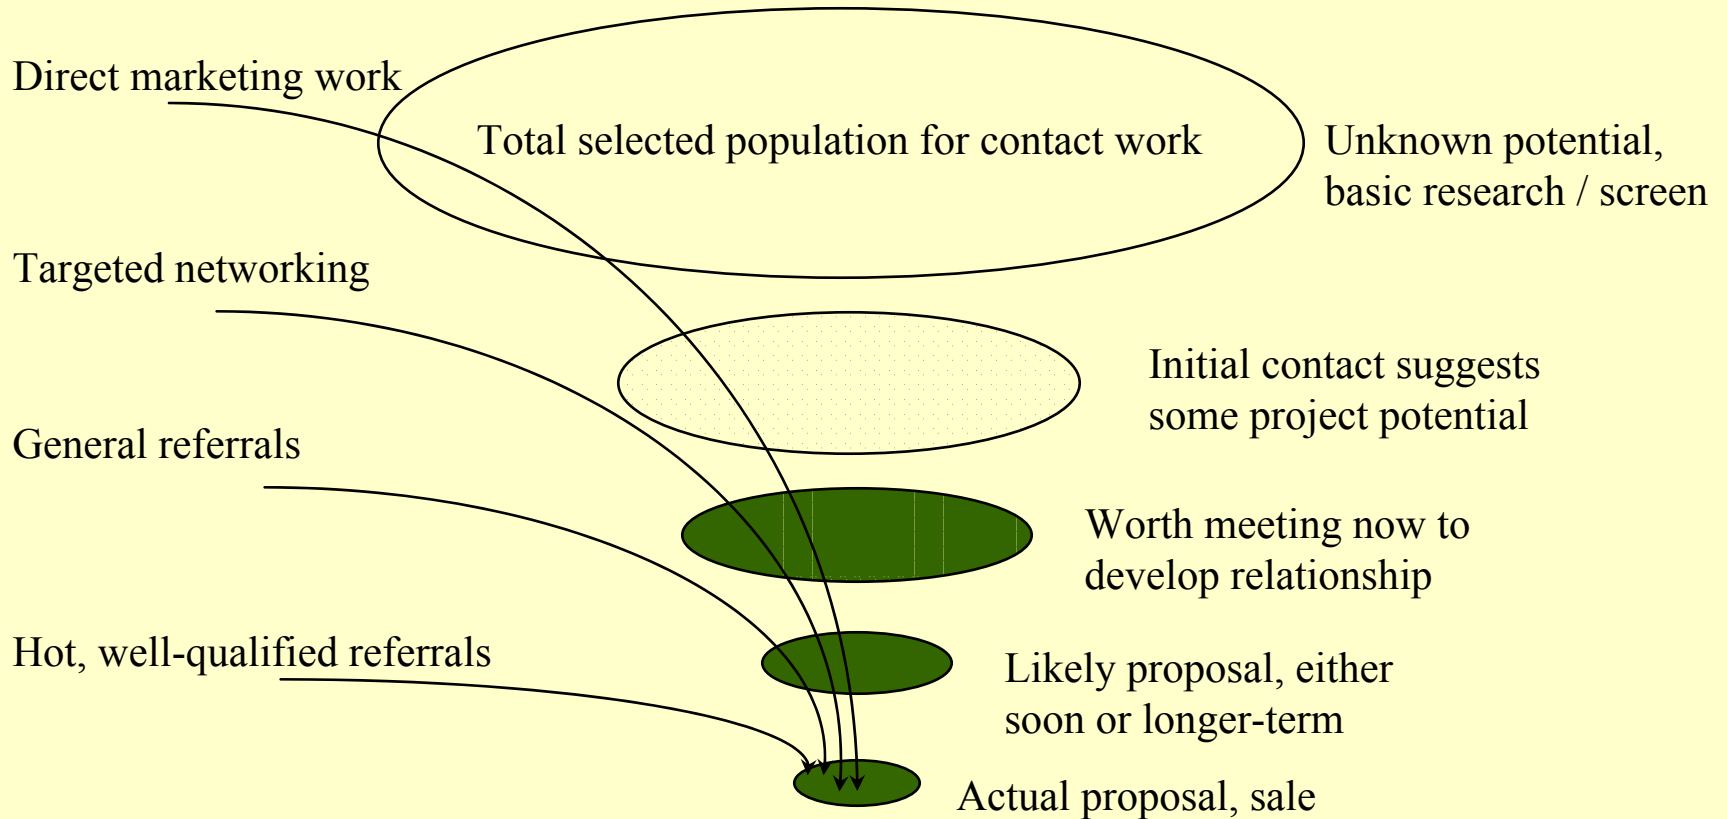 Direct marketing work
Total selected population for contact work
Unknown potential,
basic research / screen
Targeted networking
Initial contact suggests
some project potential
General referrals
Worth meeting now to
develop relationship
Hot, well-qualified referrals
Likely proposal, either
soon or longer-term
Actual proposal, sale